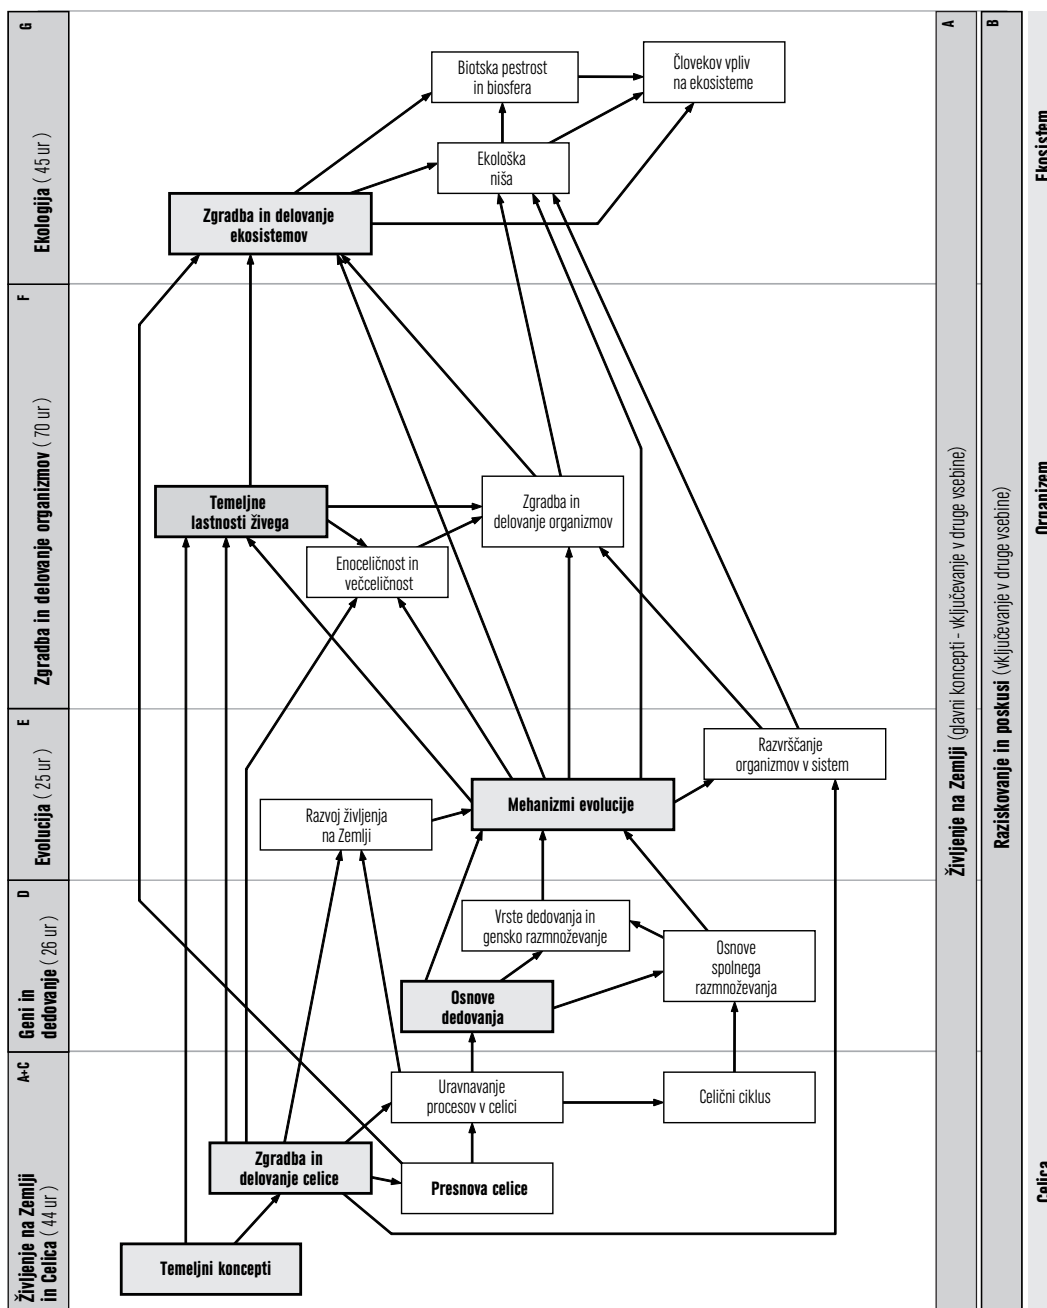 G
Ekologija ( 45 ur )
F
Zgradba in delovanje organizmov ( 70 ur )
E
Evolucija ( 25 ur )
D
Geni in
dedovanje ( 26 ur )
A+C
Življenje na Zemlji
in Celica ( 44 ur )
Biotska pestrost
in biosfera
Človekov vpliv
na ekosisteme
Ekološka
niša
Zgradba in delovanje
ekosistemov
Temeljne
lastnosti živega
Zgradba in
delovanje organizmov
Enoceličnost in
večceličnost
Razvrščanje
organizmov v sistem
Mehanizmi evolucije
Razvoj življenja
na Zemlji
Vrste dedovanja in
gensko razmnoževanje
Osnove
spolnega
razmnoževanja
Osnove
dedovanja
Uravnavanje
procesov v celici
Celični ciklus
Zgradba in
delovanje celice
Presnova celice
Temeljni koncepti
A
Življenje na Zemlji (glavni koncepti - vključevanje v druge vsebine)
B
Raziskovanje in poskusi (vključevanje v druge vsebine)
Ekosistem
Organizem
Celica